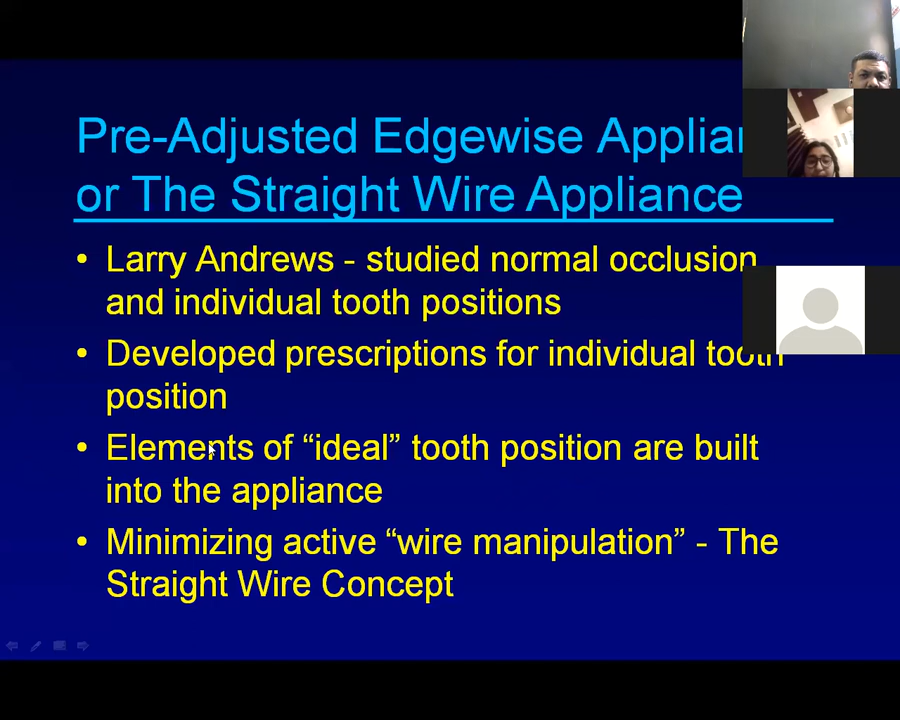 Pre-Adjusted Edgewise
or The Straight Wire Appliance
• Larry Andrews - studied normal occlusion
and individual tooth positions
• Developed prescriptions for individual tooth
position
• Elements of “ideal” tooth position are built
into the appliance
• Minimizing active “wire manipulation” - The
Straight Wire Concept